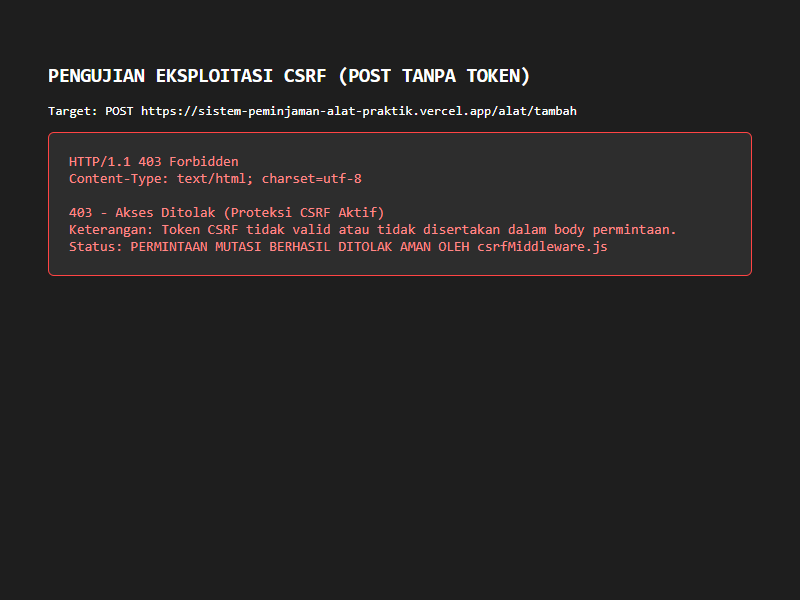 PENGUJIAN EKSPLOITASI CSRF (POST TANPA TOKEN)
Target: POST https://sistem-peminjaman-alat-praktik.vercel.app/alat/tambah
HTTP/1.1 403 Forbidden
Content-Type: text/html; charset=utf-8
403 - Akses Ditolak (Proteksi CSRF Aktif)
Keterangan: Token CSRF tidak valid atau tidak disertakan dalam body permintaan.
Status: PERMINTAAN MUTASI BERHASIL DITOLAK AMAN OLEH csrfMiddleware.js